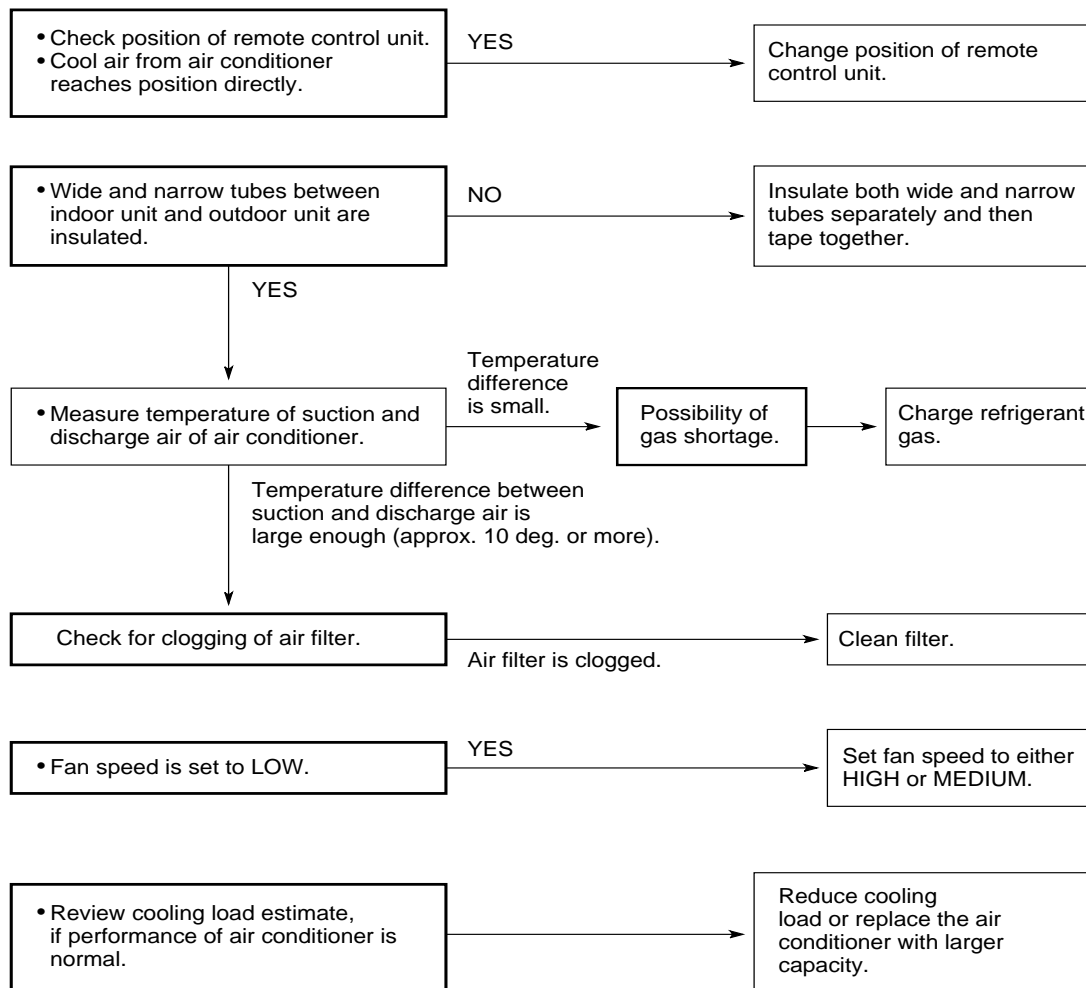 • Check position of remote control unit.
• Cool air from air conditioner
reaches position directly.
YES
Change position of remote
control unit.
• Wide and narrow tubes between
indoor unit and outdoor unit are
insulated.
NO
Insulate both wide and narrow
tubes separately and then
tape together.
YES
• Measure temperature of suction and
discharge air of air conditioner.
Temperature
difference
is small.
Possibility of
gas shortage.
Charge refrigerant
gas.
Temperature difference between
suction and discharge air is
large enough (approx. 10 deg. or more).
Check for clogging of air filter.
Air filter is clogged.
Clean filter.
• Fan speed is set to LOW.
YES
Set fan speed to either
HIGH or MEDIUM.
• Review cooling load estimate,
if performance of air conditioner is
normal.
Reduce cooling
load or replace the air
conditioner with larger
capacity.